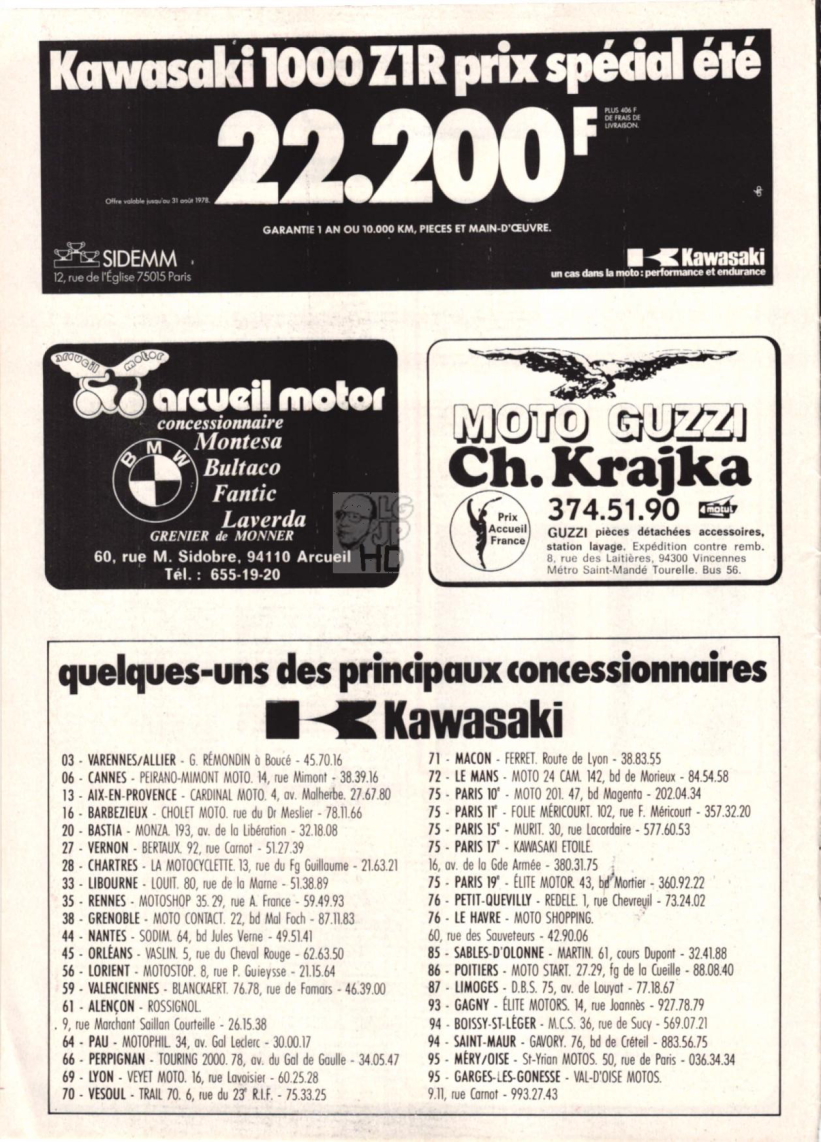 Kawasaki 1000 Z1R prix spécial été
22.200F
PLUS 406 F
DE FRAIS DE
LIVRAISON.
Offre valable jusqu'au 31 août 1978.
GARANTIE 1 AN OU 10.000 KM, PIECES ET MAIN-D'ŒUVRE.
SIDEMM
12, rue de l'Église 75015 Paris
Kawasaki
un cas dans la moto : performance et endurance
ARCUEIL MOTOR
arcueil motor
concessionnaire
BMW
Montesa
Bultaco
Fantic
Laverda
GRENIER de MONNER
60, rue M. Sidobre, 94110 Arcueil
Tél. : 655-19-20
LG
JD
HD
MOTO GUZZI
Ch. Krajka
374.51.90
motul
Prix
Accueil
France
GUZZI pièces détachées accessoires,
station lavage. Expédition contre remb.
8, rue des Laitières, 94300 Vincennes
Métro Saint-Mandé Tourelle. Bus 56.
quelques-uns des principaux concessionnaires
Kawasaki
03 - VARENNES/ALLIER - G. RÉMONDIN à Boucé - 45.70.16
06 - CANNES - PEIRANO-MIMONT MOTO. 14, rue Mimont - 38.39.16
13 - AIX-EN-PROVENCE - CARDINAL MOTO. 4, av. Malherbe. 27.67.80
16 - BARBEZIEUX - CHOLET MOTO. rue du Dr Meslier - 78.11.66
20 - BASTIA - MONZA. 193, av. de la Libération - 32.18.08
27 - VERNON - BERTAUX. 92, rue Carnot - 51.27.39
28 - CHARTRES - LA MOTOCYCLETTE. 13, rue du Fg Guillaume - 21.63.21
33 - LIBOURNE - LOUIT. 80, rue de la Marne - 51.38.89
35 - RENNES - MOTOSHOP 35. 29, rue A. France - 59.49.93
38 - GRENOBLE - MOTO CONTACT. 22, bd Mal Foch - 87.11.83
44 - NANTES - SODIM. 64, bd Jules Verne - 49.51.41
45 - ORLÉANS - VASLIN. 5, rue du Cheval Rouge - 62.63.50
56 - LORIENT - MOTOSTOP. 8, rue P. Guieysse - 21.15.64
59 - VALENCIENNES - BLANCKAERT. 76.78, rue de Famars - 46.39.00
61 - ALENÇON - ROSSIGNOL.
9, rue Marchant Saillan Courteille - 26.15.38
64 - PAU - MOTOPHIL. 34, av. Gal Leclerc - 30.00.17
66 - PERPIGNAN - TOURING 2000. 78, av. du Gal de Gaulle - 34.05.47
69 - LYON - VEYET MOTO. 16, rue Lavoisier - 60.25.28
70 - VESOUL - TRAIL 70. 6, rue du 23e R.I.F. - 75.33.25
71 - MACON - FERRET. Route de Lyon - 38.83.55
72 - LE MANS - MOTO 24 CAM. 142, bd de Morieux - 84.54.58
75 - PARIS 10e - MOTO 201. 47, bd Magenta - 202.04.34
75 - PARIS 11e - FOLIE MÉRICOURT. 102, rue F. Méricourt - 357.32.20
75 - PARIS 15e - MURIT. 30, rue Lacordaire - 577.60.53
75 - PARIS 17e - KAWASAKI ETOILE.
16, av. de la Gde Armée - 380.31.75
75 - PARIS 19e - ÉLITE MOTOR. 43, bd Mortier - 360.92.22
76 - PETIT-QUEVILLY - REDELE. 1, rue Chevreuil - 73.24.02
76 - LE HAVRE - MOTO SHOPPING.
60, rue des Sauveteurs - 42.90.06
85 - SABLES-D'OLONNE - MARTIN. 61, cours Dupont - 32.41.88
86 - POITIERS - MOTO START. 27.29, fg de la Cueille - 88.08.40
87 - LIMOGES - D.B.S. 75, av. de Louyat - 77.18.67
93 - GAGNY - ÉLITE MOTORS. 14, rue Joannès - 927.78.79
94 - BOISSY-ST-LÉGER - M.C.S. 36, rue de Sucy - 569.07.21
94 - SAINT-MAUR - GAVORY. 76, bd de Créteil - 883.56.75
95 - MÉRY/OISE - St-Yrian MOTOS. 50, rue de Paris - 036.34.34
95 - GARGES-LES-GONESSE - VAL-D'OISE MOTOS.
9.11, rue Carnot - 993.27.43